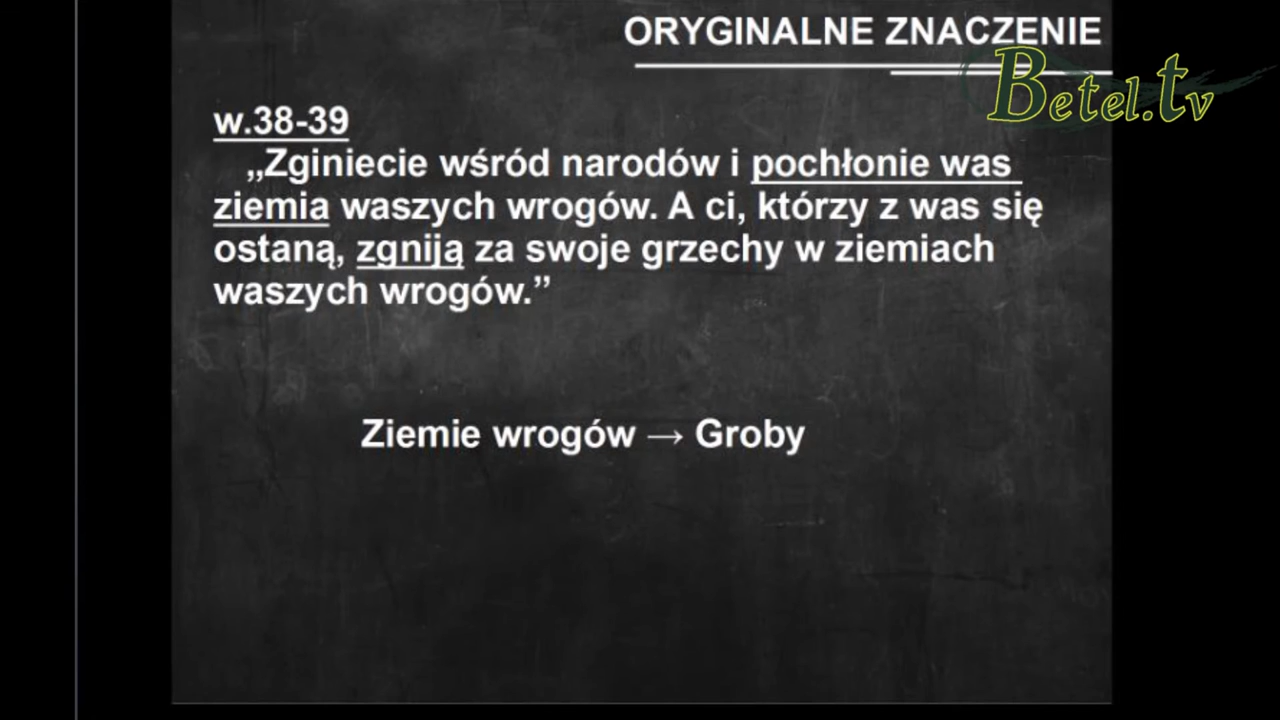 ORYGINALNE ZNACZENIE
Betel.tv
w.38-39
„Zginiecie wśród narodów i pochłonie was
ziemia waszych wrogów. A ci, którzy z was się
ostaną, zgniją za swoje grzechy w ziemiach
waszych wrogów.”
Ziemie wrogów → Groby